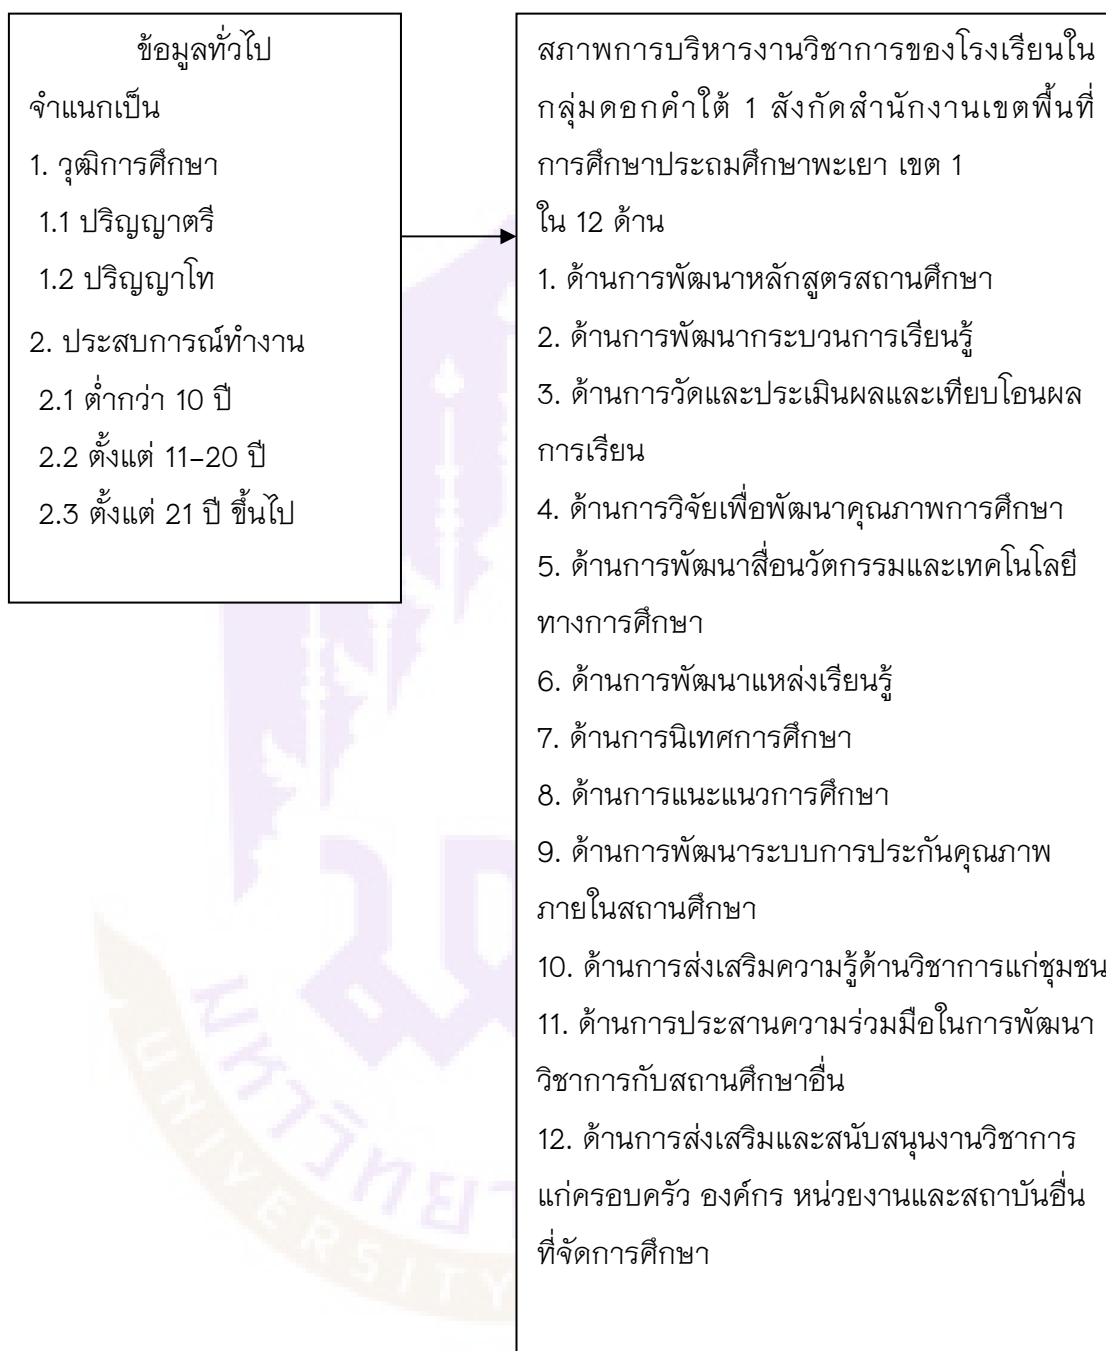 ข้อมูลทั่วไป
จำแนกเป็น
1. วุฒิการศึกษา
1.1 ปริญญาตรี
1.2 ปริญญาโท
2. ประสบการณ์ทำงาน
2.1 ต่ำกว่า 10 ปี
2.2 ตั้งแต่ 11–20 ปี
2.3 ตั้งแต่ 21 ปี ขึ้นไป
สภาพการบริหารงานวิชาการของโรงเรียนใน
กลุ่มดอกคำใต้ 1 สังกัดสำนักงานเขตพื้นที่
การศึกษาประถมศึกษาพะเยา เขต 1
ใน 12 ด้าน
1. ด้านการพัฒนาหลักสูตรสถานศึกษา
2. ด้านการพัฒนากระบวนการเรียนรู้
3. ด้านการวัดและประเมินผลและเทียบโอนผล
การเรียน
4. ด้านการวิจัยเพื่อพัฒนาคุณภาพการศึกษา
5. ด้านการพัฒนาสื่อนวัตกรรมและเทคโนโลยี
ทางการศึกษา
6. ด้านการพัฒนาแหล่งเรียนรู้
7. ด้านการนิเทศการศึกษา
8. ด้านการแนะแนวการศึกษา
9. ด้านการพัฒนาระบบการประกันคุณภาพ
ภายในสถานศึกษา
10. ด้านการส่งเสริมความรู้ด้านวิชาการแก่ชุมชน
11. ด้านการประสานความร่วมมือในการพัฒนา
วิชาการกับสถานศึกษาอื่น
12. ด้านการส่งเสริมและสนับสนุนงานวิชาการ
แก่ครอบครัว องค์กร หน่วยงานและสถาบันอื่น
ที่จัดการศึกษา
มหาวิทยา
UNIVERSITY